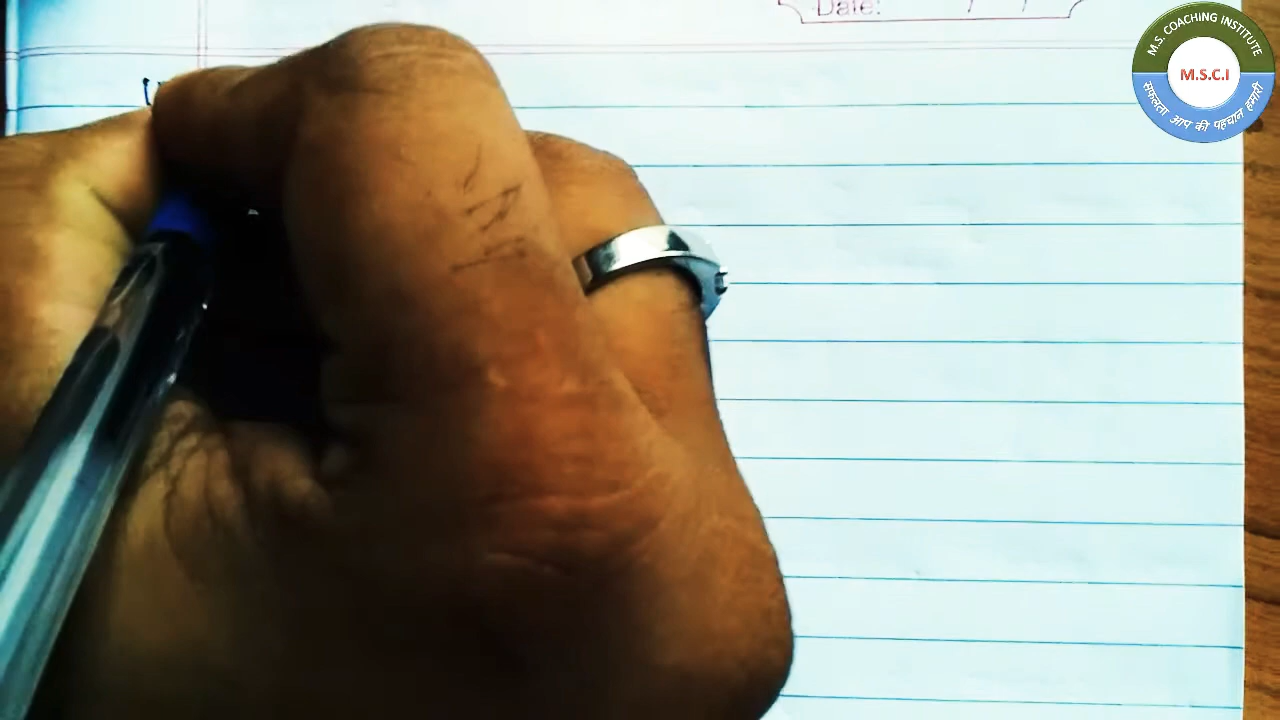 Date: / /
M.S. COACHING INSTITUTE
M.S.C.I
सफलता आप की पहचान हमारी